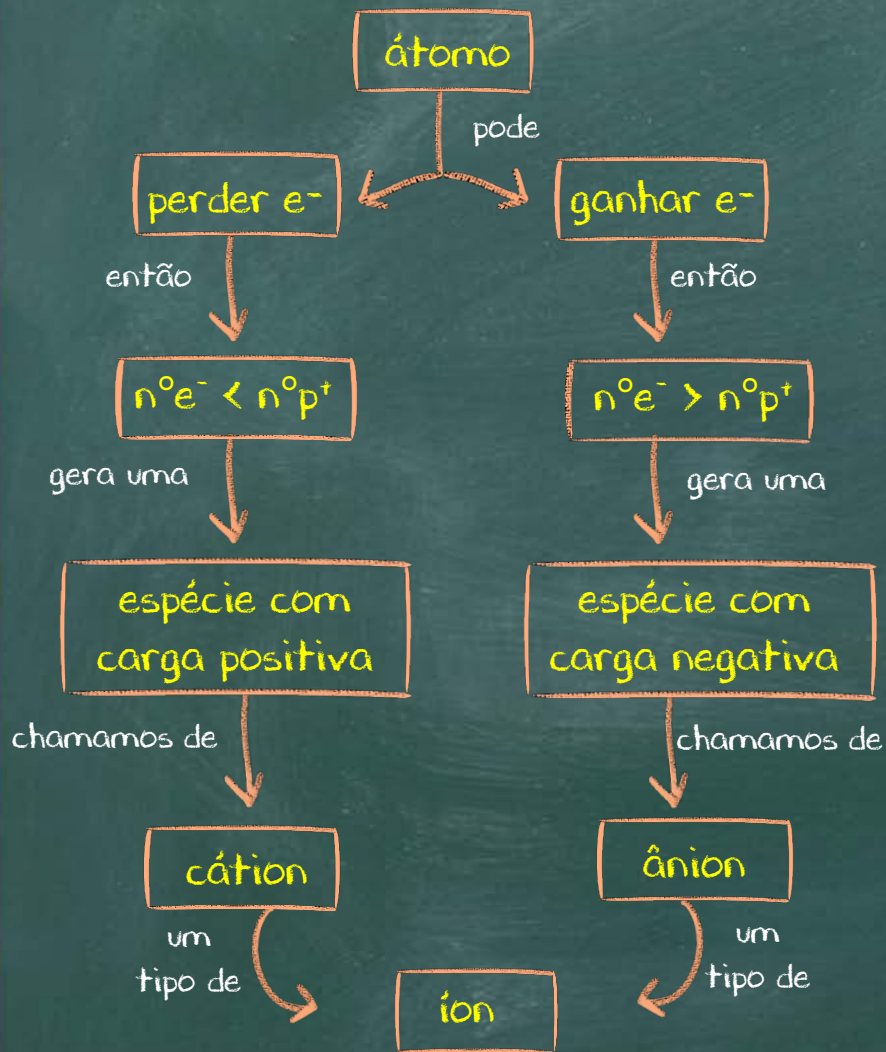 átomo
pode
perder e-
ganhar e-
então
então
nºe⁻ < nºp⁺
nºe⁻ > nºp⁺
gera uma
gera uma
espécie com
carga positiva
espécie com
carga negativa
chamamos de
chamamos de
cátion
ânion
um
tipo de
um
tipo de
íon